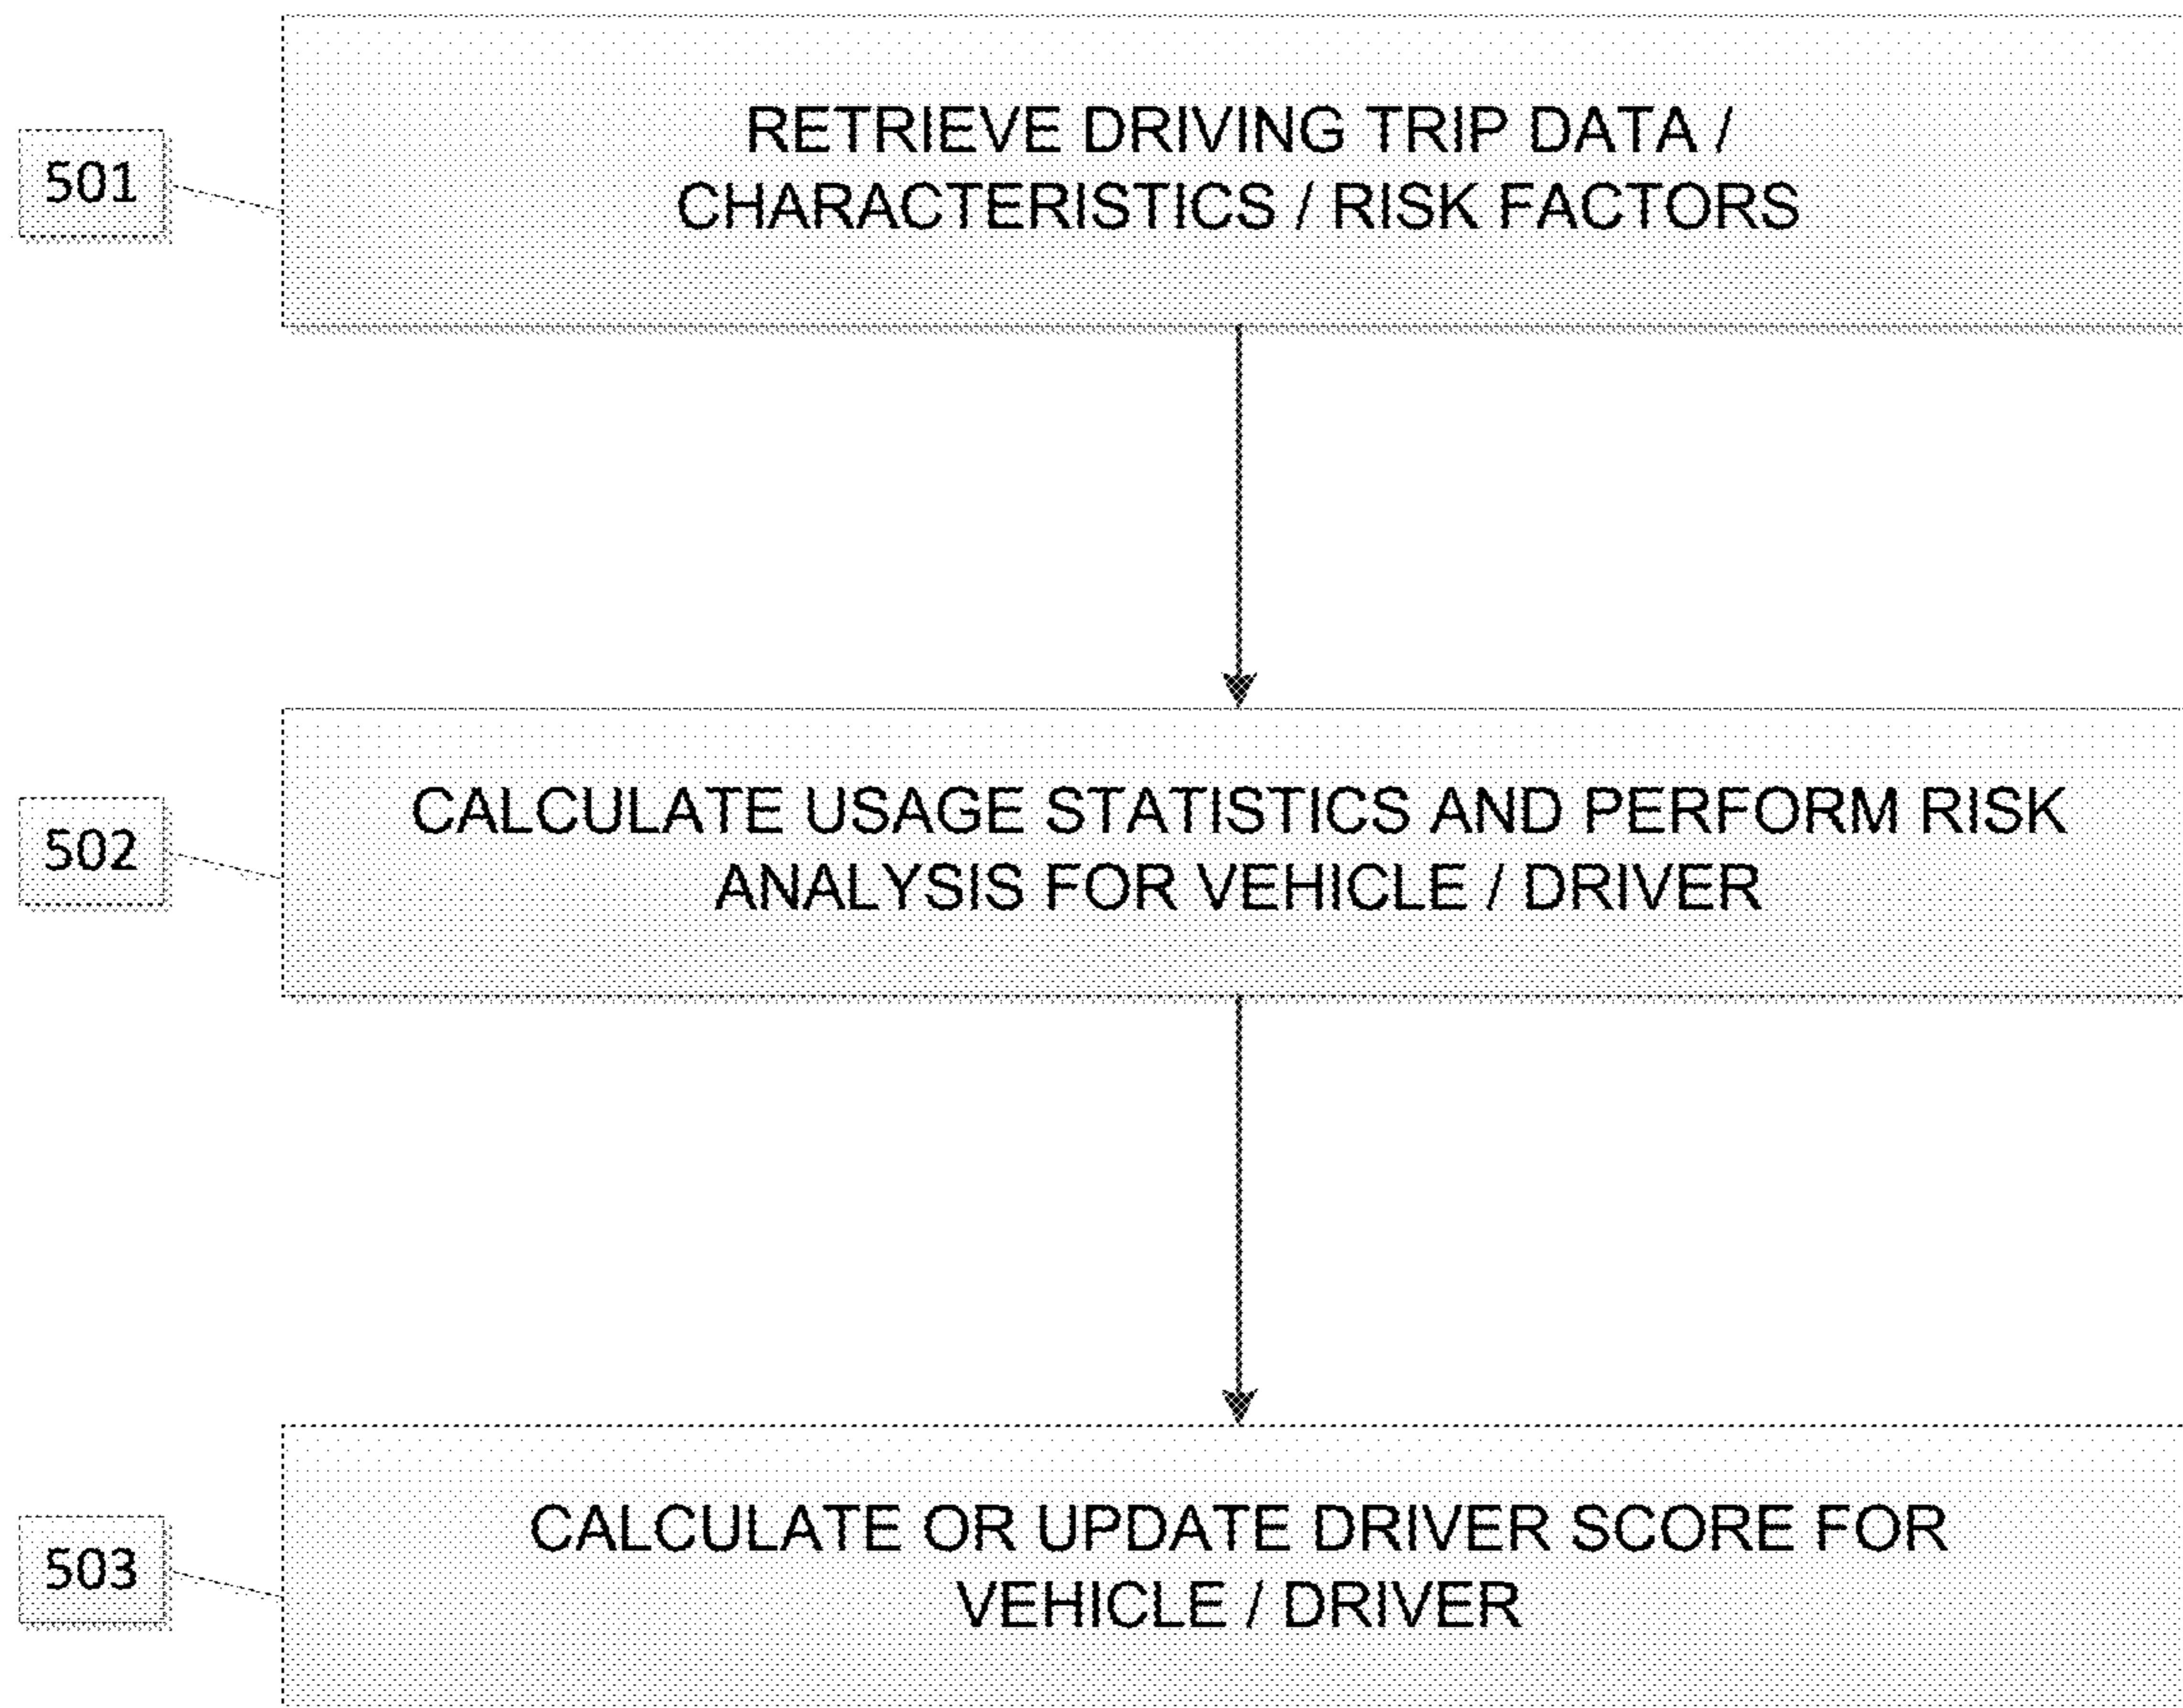 RETRIEVE DRIVING TRIP DATA /
CHARACTERISTICS / RISK FACTORS
501
CALCULATE USAGE STATISTICS AND PERFORM RISK
ANALYSIS FOR VEHICLE / DRIVER
502
CALCULATE OR UPDATE DRIVER SCORE FOR
VEHICLE / DRIVER
503